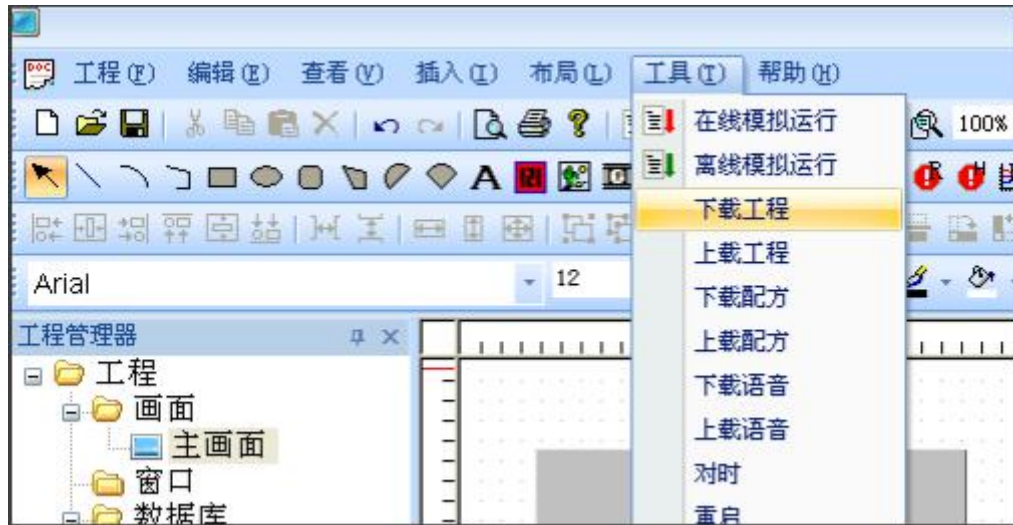 工程(F) 编辑(E) 查看(V) 插入(I) 布局(L) 工具(T) 帮助(H)
在线模拟运行
100%
离线模拟运行
下载工程
上载工程
Arial
12
下载配方
工程管理器
上载配方
工程
下载语音
画面
上载语音
主画面
对时
窗口
重启
数据库